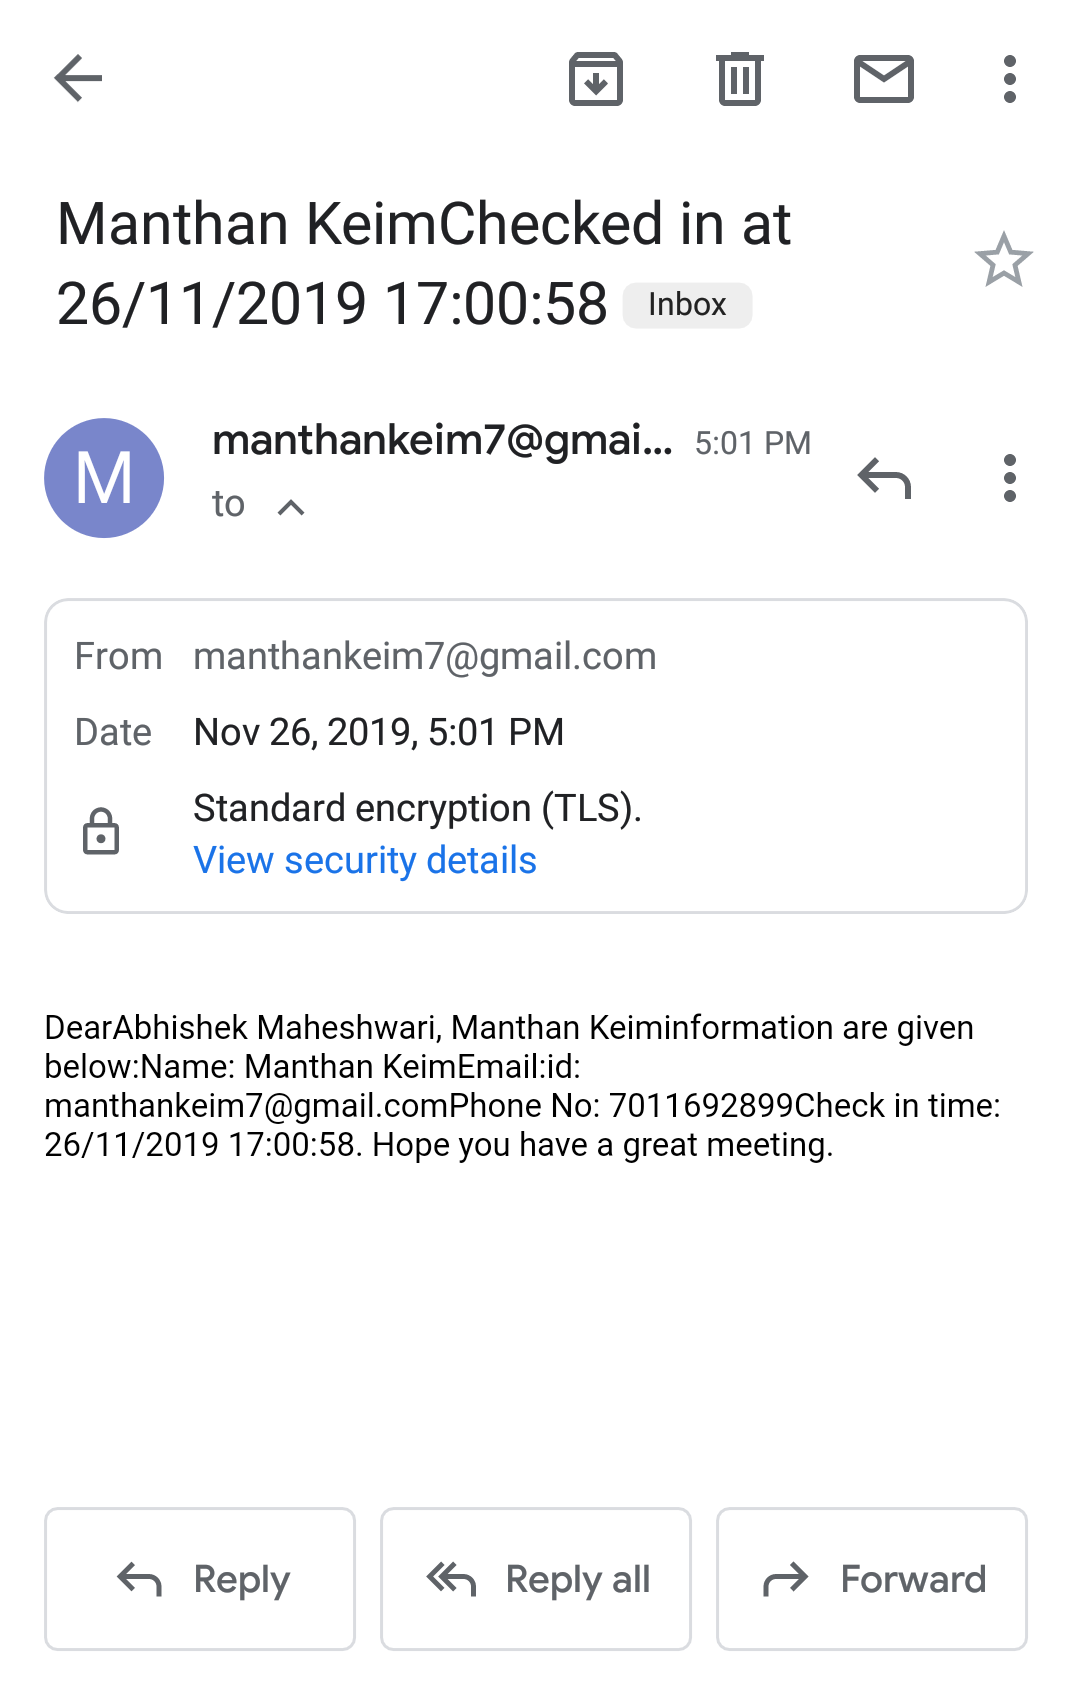 Manthan KeimChecked in at
26/11/2019 17:00:58 Inbox
M
manthankeim7@gmai... 5:01 PM
to
From manthankeim7@gmail.com
Date Nov 26, 2019, 5:01 PM
Standard encryption (TLS).
View security details
DearAbhishek Maheshwari, Manthan Keiminformation are given
below:Name: Manthan KeimEmail:id:
manthankeim7@gmail.comPhone No: 7011692899Check in time:
26/11/2019 17:00:58. Hope you have a great meeting.
Reply Reply all Forward